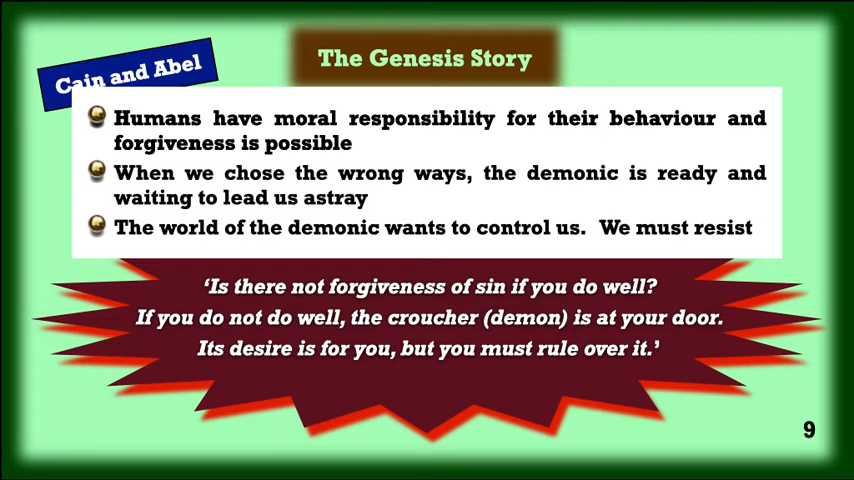 The Genesis Story
Cain and Abel
Humans have moral responsibility for their behaviour and
forgiveness is possible
When we chose the wrong ways, the demonic is ready and
waiting to lead us astray
The world of the demonic wants to control us. We must resist
‘Is there not forgiveness of sin if you do well?
If you do not do well, the croucher (demon) is at your door.
Its desire is for you, but you must rule over it.’
9